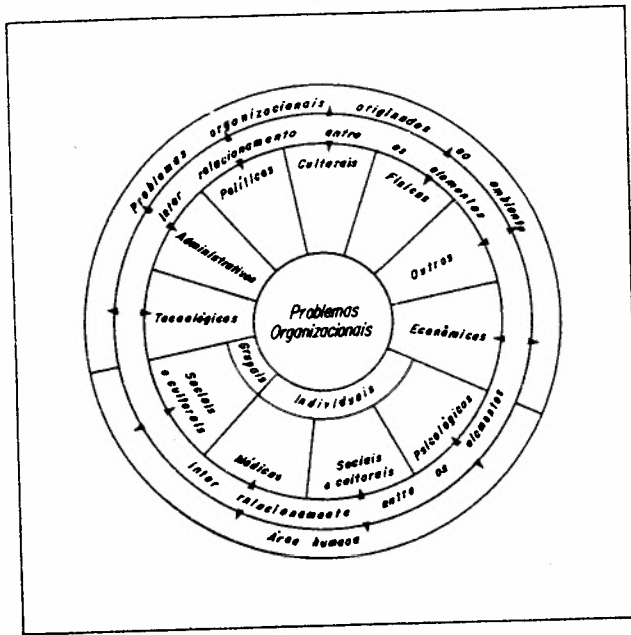 Problemas organizacionais originados no ambiente
Inter relacionamento entre os elementos
Políticos
Culturais
Físicos
Administrativos
Outros
Tecnológicos
Problemas
Organizacionais
Econômicos
Grupais
Individuais
Sociais
e culturais
Médicos
Sociais
e culturais
Psicológicos
Inter relacionamento entre os elementos
Área humana